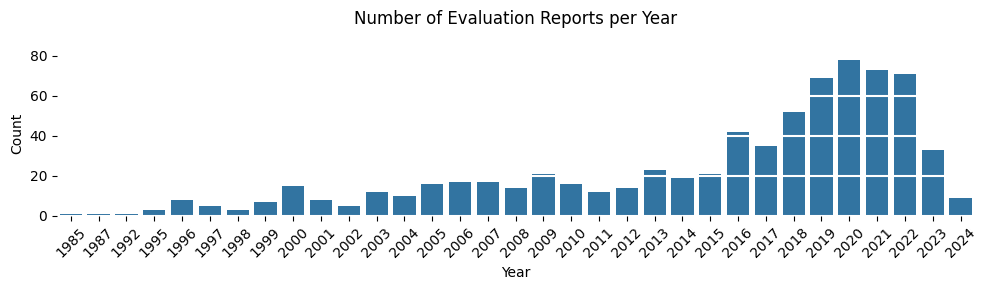 Number of Evaluation Reports per Year
80
60
40
20
0
Count
1985 1987 1992 1995 1996 1997 1998 1999 2000 2001 2002 2003 2004 2005 2006 2007 2008 2009 2010 2011 2012 2013 2014 2015 2016 2017 2018 2019 2020 2021 2022 2023 2024
Year